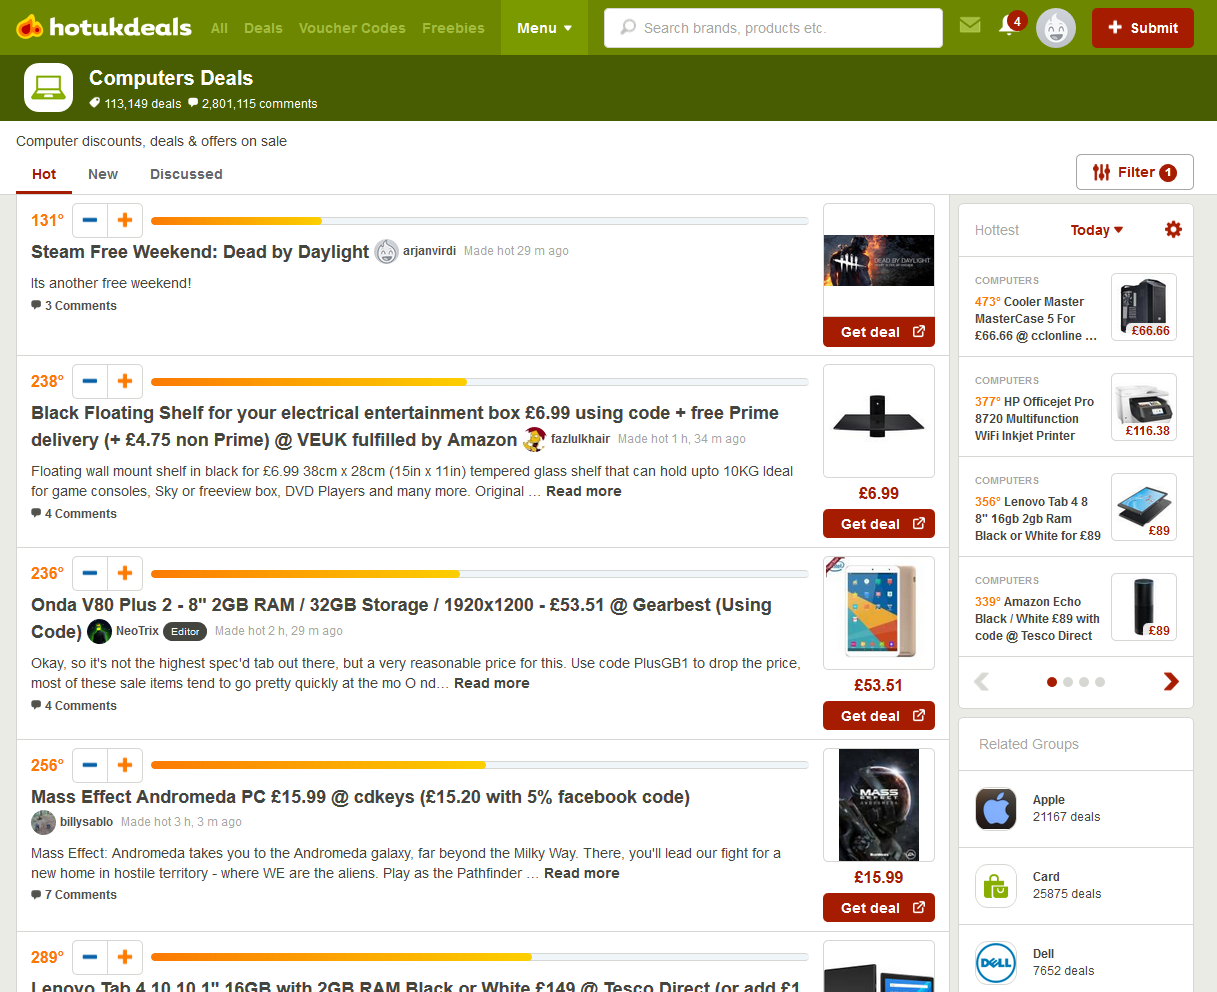 hotukdeals
All Deals Voucher Codes Freebies
Menu
Search brands, products etc.
4
Submit
Computers Deals
113,149 deals 2,801,115 comments
Computer discounts, deals & offers on sale
Hot New Discussed
Filter 1
131°
Steam Free Weekend: Dead by Daylight arjanvirdi Made hot 29 m ago
Its another free weekend!
3 Comments
DEAD BY DAYLIGHT
Get deal
238°
Black Floating Shelf for your electrical entertainment box £6.99 using code + free Prime
delivery (+ £4.75 non Prime) @ VEUK fulfilled by Amazon fazlulkhair Made hot 1 h, 34 m ago
Floating wall mount shelf in black for £6.99 38cm x 28cm (15in x 11in) tempered glass shelf that can hold upto 10KG Ideal
for game consoles, Sky or freeview box, DVD Players and many more. Original … Read more
4 Comments
£6.99
Get deal
236°
Onda V80 Plus 2 - 8" 2GB RAM / 32GB Storage / 1920x1200 - £53.51 @ Gearbest (Using
Code) NeoTrix Editor Made hot 2 h, 29 m ago
Okay, so it's not the highest spec'd tab out there, but a very reasonable price for this. Use code PlusGB1 to drop the price,
most of these sale items tend to go pretty quickly at the mo O nd… Read more
4 Comments
£53.51
Get deal
256°
Mass Effect Andromeda PC £15.99 @ cdkeys (£15.20 with 5% facebook code)
billysablo Made hot 3 h, 3 m ago
Mass Effect: Andromeda takes you to the Andromeda galaxy, far beyond the Milky Way. There, you'll lead our fight for a
new home in hostile territory - where WE are the aliens. Play as the Pathfinder … Read more
7 Comments
MASS
EFFECT
ANDROMEDA
£15.99
Get deal
289°
Lenovo Tab 4 10 10.1" 16GB with 2GB RAM Black or White £149 @ Tesco Direct (or add £1
Hottest
Today
COMPUTERS
473° Cooler Master
MasterCase 5 For
£66.66 @ cclonline …
£66.66
COMPUTERS
377° HP Officejet Pro
8720 Multifunction
WiFi Inkjet Printer
£116.38
COMPUTERS
356° Lenovo Tab 4 8
8" 16gb 2gb Ram
Black or White for £89
£89
COMPUTERS
339° Amazon Echo
Black / White £89 with
code @ Tesco Direct
£89
Related Groups
Apple
21167 deals
Card
25875 deals
DELL
Dell
7652 deals